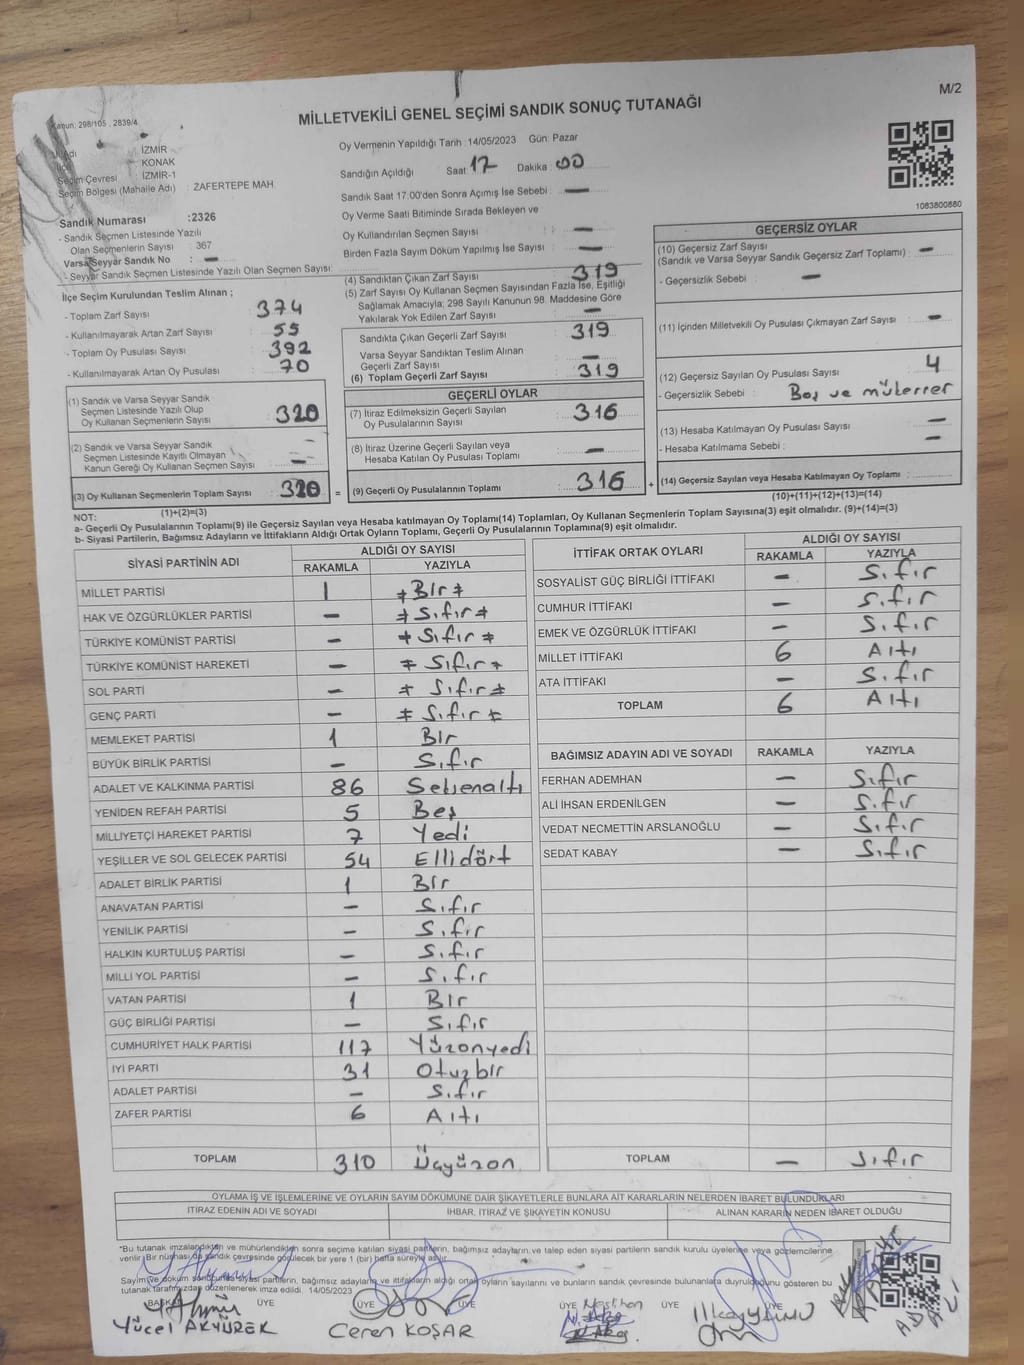 M/2
MİLLETVEKİLİ GENEL SEÇİMİ SANDIK SONUÇ TUTANAĞI
Kanun: 298/105 , 2839/4
İZMİR
KONAK
Seçim Çevresi : İZMİR-1
Seçim Bölgesi (Mahalle Adı) : ZAFERTEPE MAH.
Sandık Numarası :2326
- Sandık Seçmen Listesinde Yazılı
Olan Seçmenlerin Sayısı : 367
Varsa Seyyar Sandık No : -
- Seyyar Sandık Seçmen Listesinde Yazılı Olan Seçmen Sayısı:
Oy Vermenin Yapıldığı Tarih :14/05/2023 Gün: Pazar
Sandığın Açıldığı Saat 17 Dakika 00
Sandık Saat 17:00'den Sonra Açımış İse Sebebi : -
Oy Verme Saati Bitiminde Sırada Bekleyen ve
Oy Kullandırılan Seçmen Sayısı : -
Birden Fazla Sayım Döküm Yapılmış İse Sayısı : -
1083800880
İlçe Seçim Kurulundan Teslim Alınan ;
- Toplam Zarf Sayısı : 374
- Kullanılmayarak Artan Zarf Sayısı : 55
- Toplam Oy Pusulası Sayısı : 392
- Kullanılmayarak Artan Oy Pusulası : 70
(1) Sandık ve Varsa Seyyar Sandık
Seçmen Listesinde Yazılı Olup
Oy Kullanan Seçmenlerin Sayısı : 320
(2) Sandık ve Varsa Seyyar Sandık
Seçmen Listesinde Kayıtlı Olmayan
Kanun Gereği Oy Kullanan Seçmen Sayısı : -
(3) Oy Kullanan Seçmenlerin Toplam Sayısı : 320
(1)+(2)=(3)
(4) Sandıktan Çıkan Zarf Sayısı : 319
(5) Zarf Sayısı Oy Kullanan Seçmen Sayısından Fazla İse, Eşitliği
Sağlamak Amacıyla; 298 Sayılı Kanunun 98. Maddesine Göre
Yakılarak Yok Edilen Zarf Sayısı : -
Sandıkta Çıkan Geçerli Zarf Sayısı : 319
Varsa Seyyar Sandıktan Teslim Alınan
Geçerli Zarf Sayısı : -
(6) Toplam Geçerli Zarf Sayısı : 319
GEÇERLİ OYLAR
(7) İtiraz Edilmeksizin Geçerli Sayılan
Oy Pusulalarının Sayısı : 316
(8) İtiraz Üzerine Geçerli Sayılan veya
Hesaba Katılan Oy Pusulası Toplamı : -
= (9) Geçerli Oy Pusulalarının Toplamı : 316 +
GEÇERSİZ OYLAR
(10) Geçersiz Zarf Sayısı
(Sandık ve Varsa Seyyar Sandık Geçersiz Zarf Toplamı) : -
- Geçersizlik Sebebi : -
(11) İçinden Milletvekili Oy Pusulası Çıkmayan Zarf Sayısı : -
(12) Geçersiz Sayılan Oy Pusulası Sayısı : 4
- Geçersizlik Sebebi : Boş ve mükerrer
(13) Hesaba Katılmayan Oy Pusulası Sayısı : -
- Hesaba Katılmama Sebebi : -
(14) Geçersiz Sayılan veya Hesaba Katılmayan Oy Toplamı :
(10)+(11)+(12)+(13)=(14)
NOT:
a- Geçerli Oy Pusulalarının Toplamı(9) ile Geçersiz Sayılan veya Hesaba katılmayan Oy Toplamı(14) Toplamları, Oy Kullanan Seçmenlerin Toplam Sayısına(3) eşit olmalıdır. (9)+(14)=(3)
b- Siyasi Partilerin, Bağımsız Adayların ve İttifakların Aldığı Ortak Oyların Toplamı, Geçerli Oy Pusulalarının Toplamına(9) eşit olmalıdır.
SİYASİ PARTİNİN ADI ALDIĞI OY SAYISI
RAKAMLA YAZIYLA
MİLLET PARTİSİ 1 Bir
HAK VE ÖZGÜRLÜKLER PARTİSİ - Sıfır
TÜRKİYE KOMÜNİST PARTİSİ - Sıfır
TÜRKİYE KOMÜNİST HAREKETİ - Sıfır
SOL PARTİ - Sıfır
GENÇ PARTİ - Sıfır
MEMLEKET PARTİSİ 1 Bir
BÜYÜK BİRLİK PARTİSİ - Sıfır
ADALET VE KALKINMA PARTİSİ 86 Seksenaltı
YENİDEN REFAH PARTİSİ 5 Beş
MİLLİYETÇİ HAREKET PARTİSİ 7 Yedi
YEŞİLLER VE SOL GELECEK PARTİSİ 54 Ellidört
ADALET BİRLİK PARTİSİ 1 Bir
ANAVATAN PARTİSİ - Sıfır
YENİLİK PARTİSİ - Sıfır
HALKIN KURTULUŞ PARTİSİ - Sıfır
MİLLİ YOL PARTİSİ - Sıfır
VATAN PARTİSİ 1 Bir
GÜÇ BİRLİĞİ PARTİSİ - Sıfır
CUMHURİYET HALK PARTİSİ 117 Yüzonyedi
İYİ PARTİ 31 Otuzbir
ADALET PARTİSİ - Sıfır
ZAFER PARTİSİ 6 Altı
TOPLAM 310 Üçyüzon
İTTİFAK ORTAK OYLARI ALDIĞI OY SAYISI
RAKAMLA YAZIYLA
SOSYALİST GÜÇ BİRLİĞİ İTTİFAKI - Sıfır
CUMHUR İTTİFAKI - Sıfır
EMEK VE ÖZGÜRLÜK İTTİFAKI - Sıfır
MİLLET İTTİFAKI 6 Altı
ATA İTTİFAKI - Sıfır
TOPLAM 6 Altı
BAĞIMSIZ ADAYIN ADI VE SOYADI RAKAMLA YAZIYLA
FERHAN ADEMHAN - Sıfır
ALİ İHSAN ERDENİLGEN - Sıfır
VEDAT NECMETTİN ARSLANOĞLU - Sıfır
SEDAT KABAY - Sıfır
TOPLAM - Sıfır
OYLAMA İŞ VE İŞLEMLERİNE VE OYLARIN SAYIM DÖKÜMÜNE DAİR ŞİKAYETLERLE BUNLARA AİT KARARLARIN NELERDEN İBARET BULUNDUKLARI
İTİRAZ EDENİN ADI VE SOYADI İHBAR, İTİRAZ VE ŞİKAYETİN KONUSU ALINAN KARARIN NEDEN İBARET OLDUĞU
*Bu tutanak imzalandıktan ve mühürlendikten sonra seçime katılan siyasi partilerin, bağımsız adayların ve talep eden siyasi partilerin sandık kurulu üyelerine veya gözlemcilerine
verilir. Bir nüshası da sandık çevresinde görülecek bir yere 1 (bir) hafta süreyle asılır.
Sayım ve döküm sonucunda siyasi partilerin, bağımsız adayların ve ittifakların aldığı oyların sayılarını ve bunların sandık çevresinde bulunanlara duyrulduğunu gösteren bu
tutanak tarafımızdan düzenlenerek imza edildi. 14/05/2023
BAŞKAN ÜYE ÜYE ÜYE ÜYE ÜYE ÜYE
Yücel AKYÜREK Ceren KOŞAR Neslihan